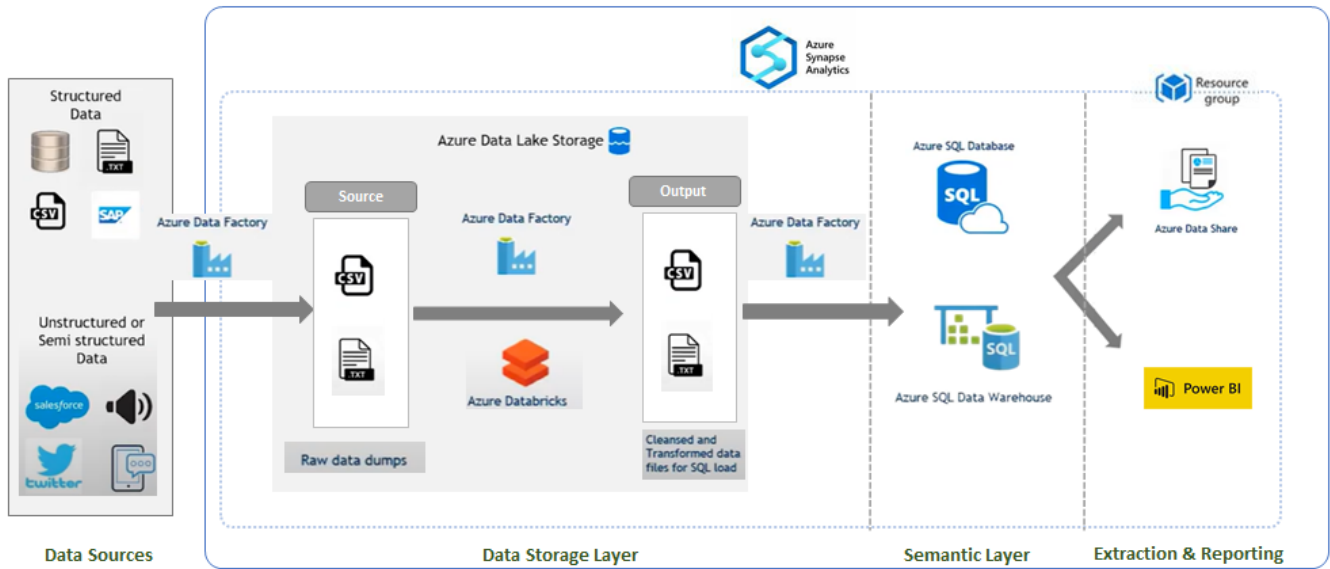 Azure
Synapse
Analytics
Resource
group
Structured
Data
.TXT
CSV
SAP
Azure Data Factory
Unstructured or
Semi structured
Data
salesforce
twitter
Azure Data Lake Storage
Source
CSV
.TXT
Raw data dumps
Azure Data Factory
Azure Databricks
Output
CSV
.TXT
Cleansed and
Transformed data
files for SQL load
Azure Data Factory
Azure SQL Database
SQL
SQL
Azure SQL Data Warehouse
Azure Data Share
Power BI
Data Sources
Data Storage Layer
Semantic Layer
Extraction & Reporting